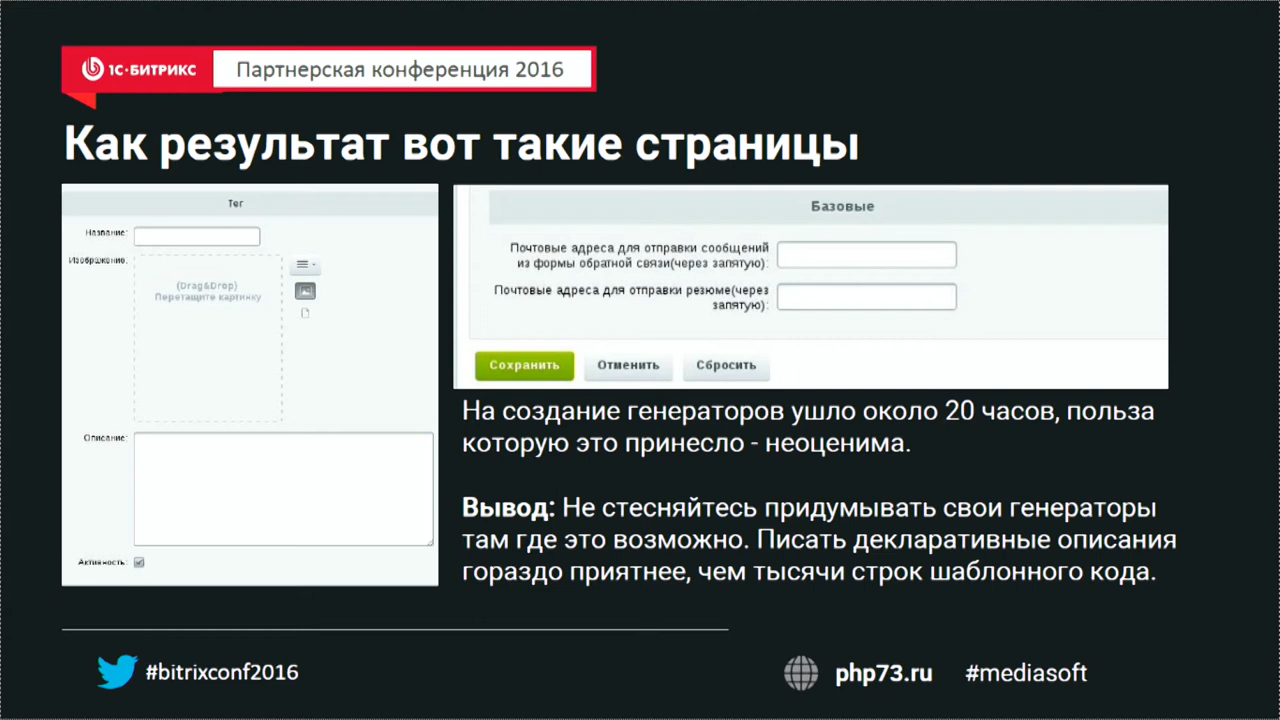 1С·БИТРИКС
Партнерская конференция 2016
Как результат вот такие страницы
Тег
Название:
Изображение:
(Drag&Drop)
Перетащите картинку
Описание:
Активность:
Базовые
Почтовые адреса для отправки сообщений
из формы обратной связи(через запятую):
Почтовые адреса для отправки резюме(через
запятую):
Сохранить
Отменить
Сбросить
На создание генераторов ушло около 20 часов, польза
которую это принесло - неоценима.
Вывод: Не стесняйтесь придумывать свои генераторы
там где это возможно. Писать декларативные описания
гораздо приятнее, чем тысячи строк шаблонного кода.
#bitrixconf2016
php73.ru
#mediasoft